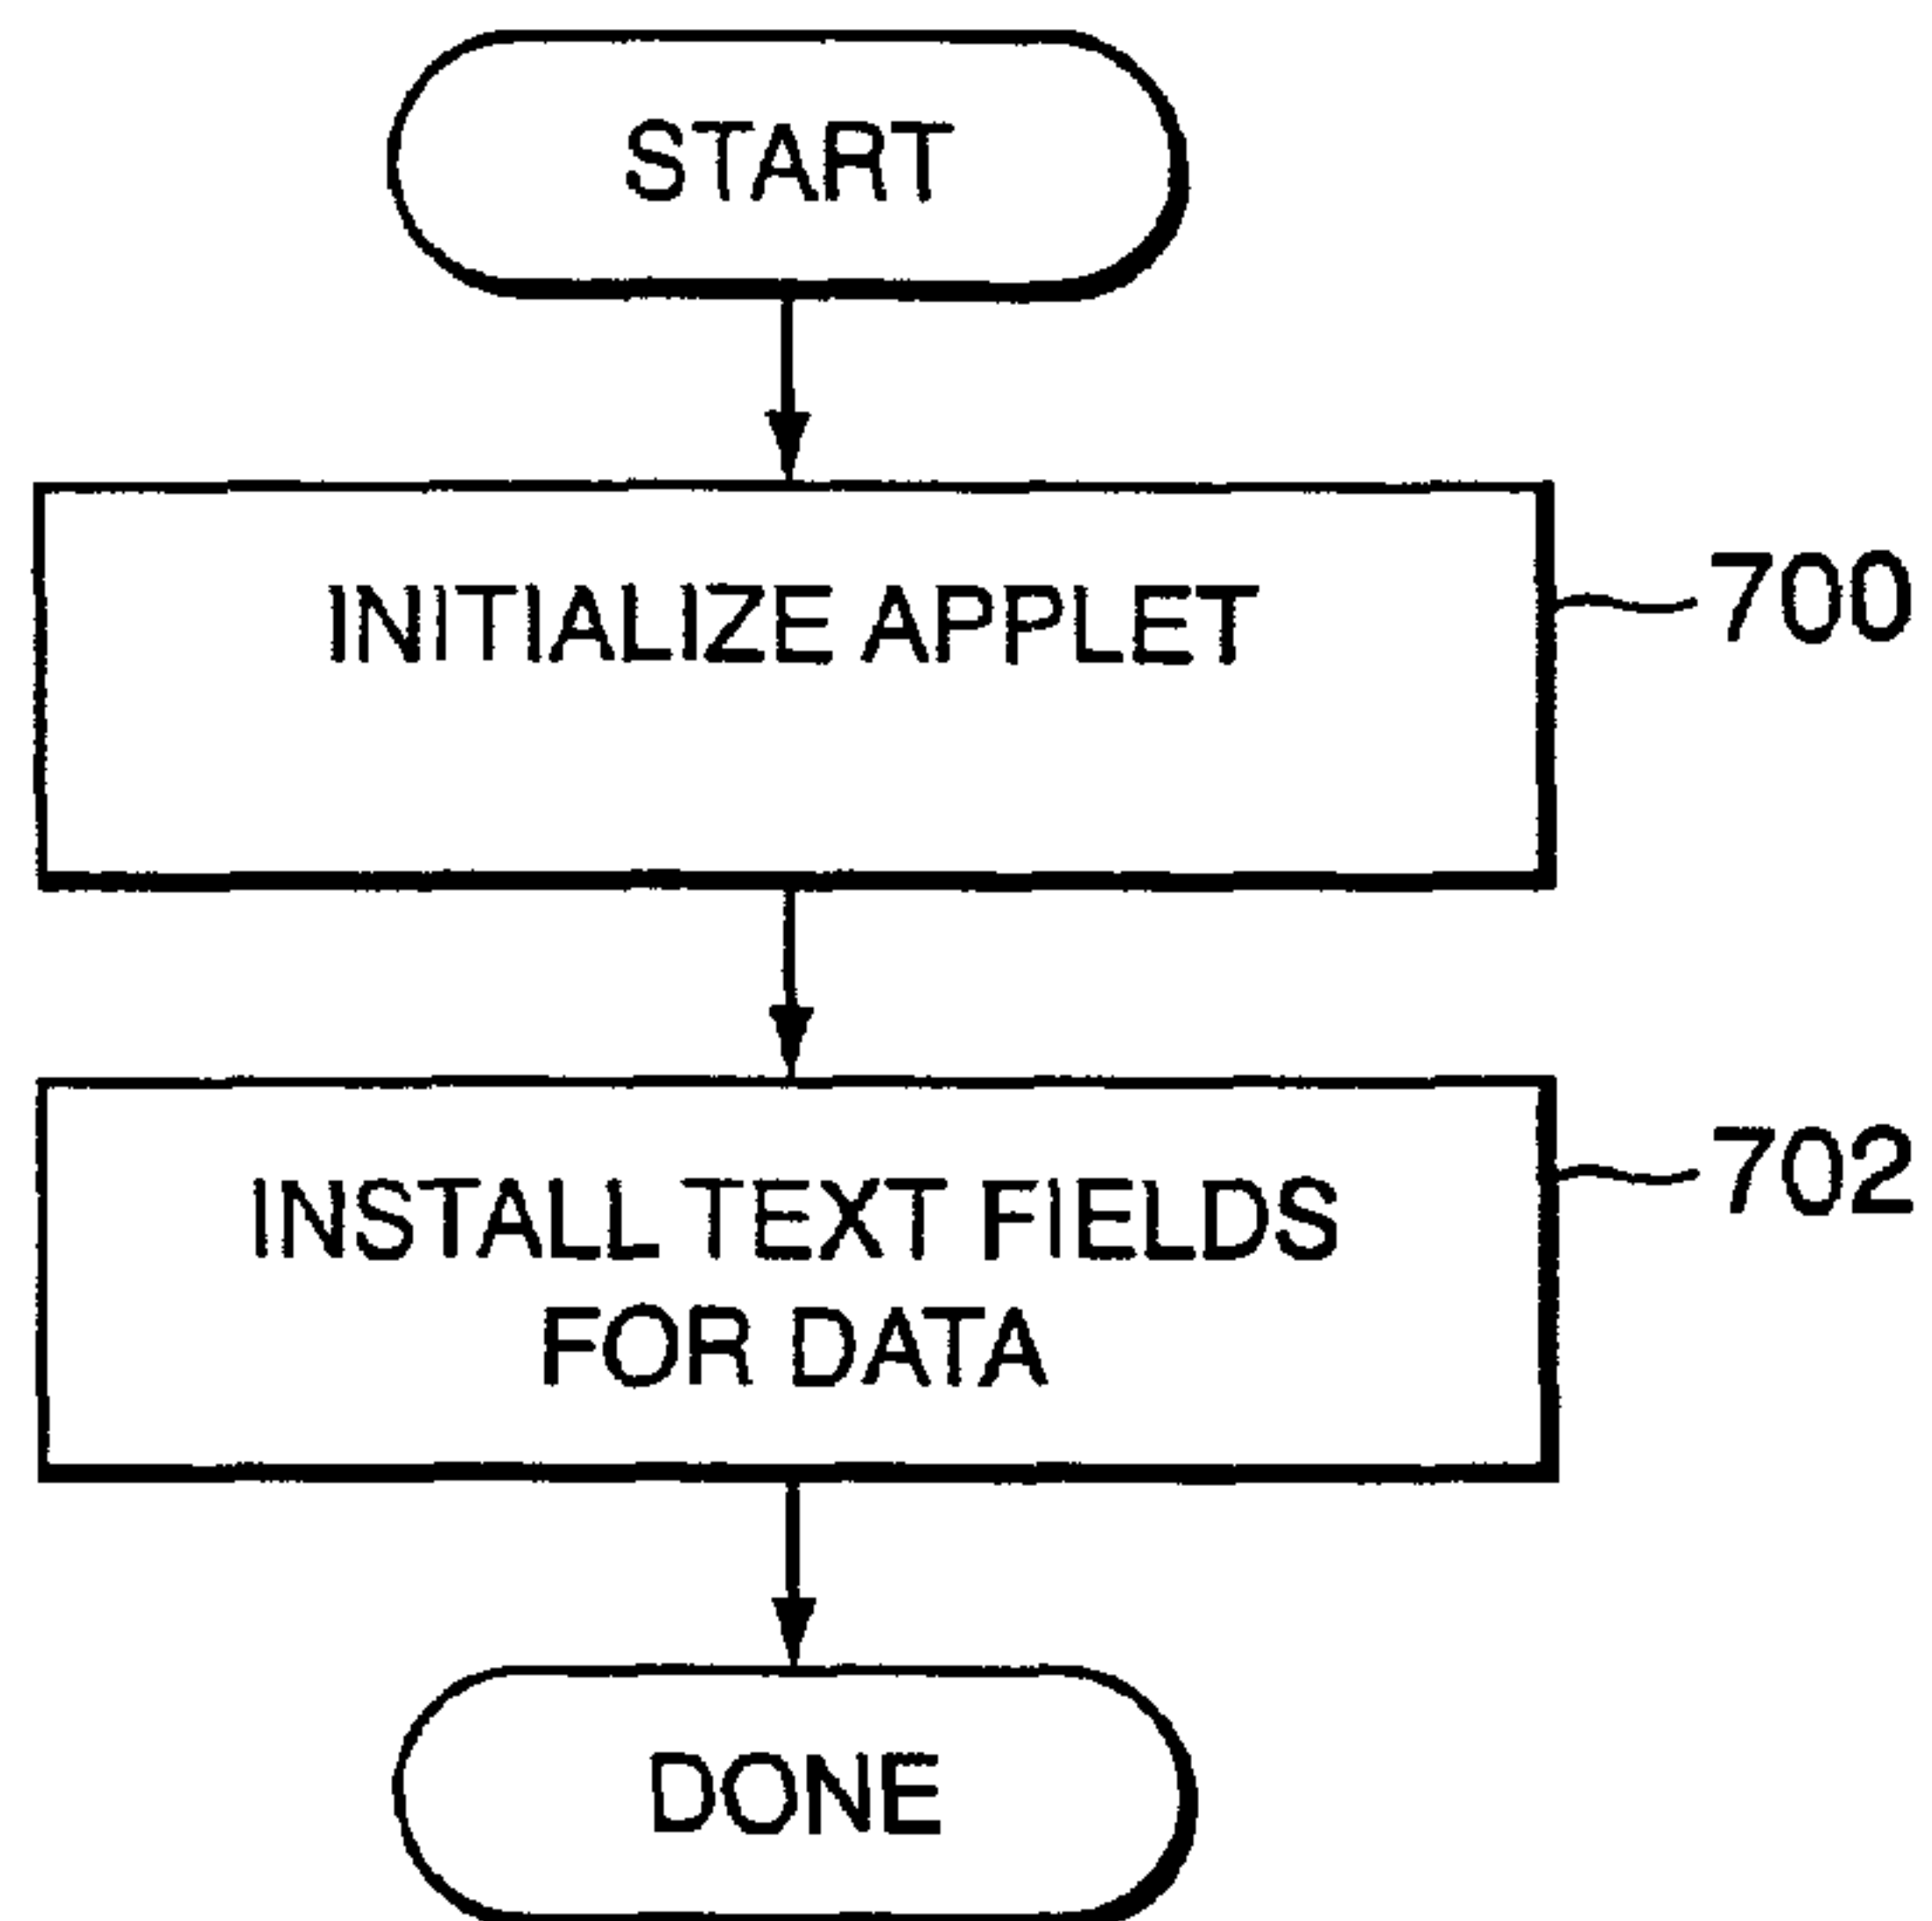 START
INITIALIZE APPLET
700
INSTALL TEXT FIELDS
702
FOR DATA
DONE